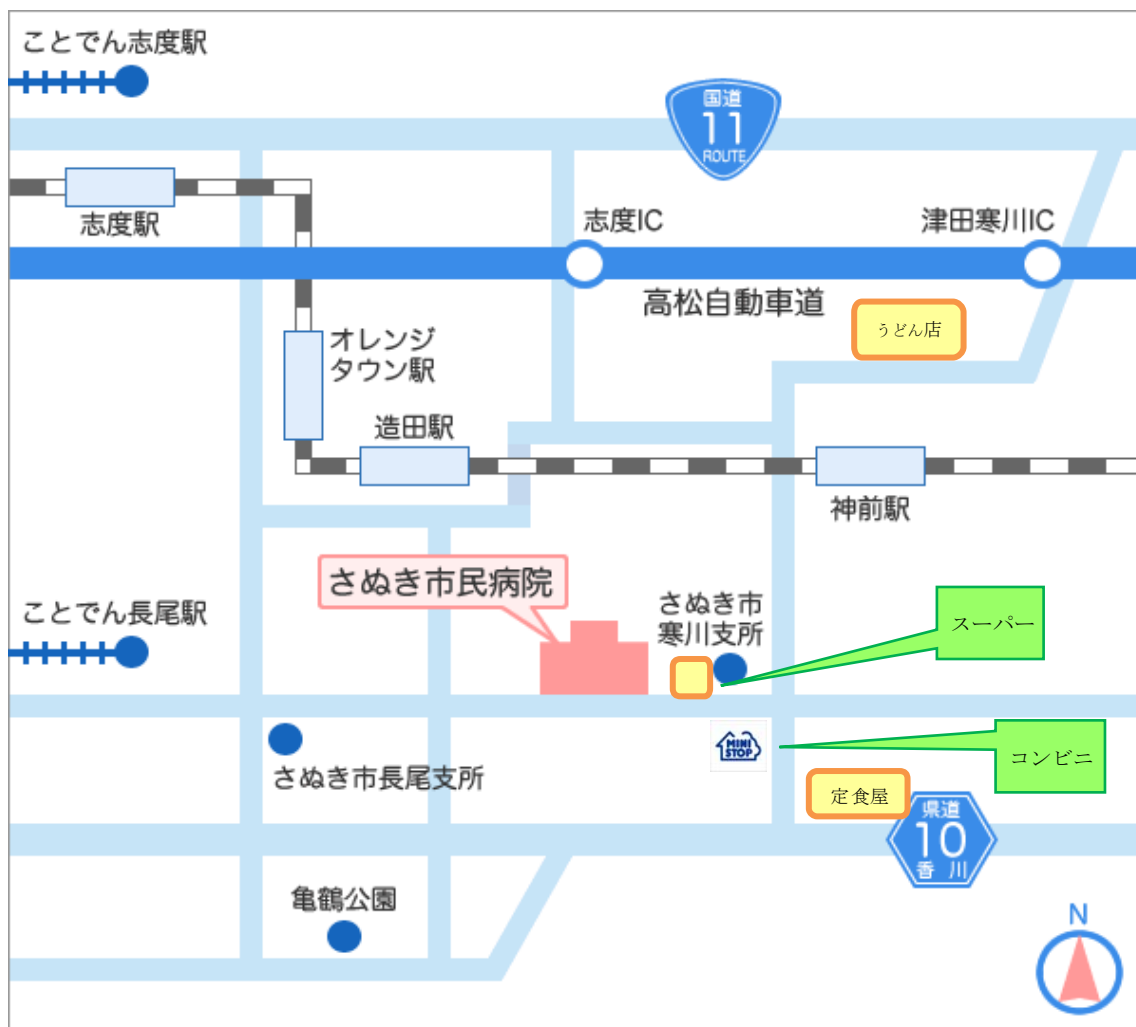 ことでん志度駅
国道
11
ROUTE
志度駅
志度IC
津田寒川IC
高松自動車道
うどん店
オレンジ
タウン駅
造田駅
神前駅
さぬき市民病院
さぬき市
寒川支所
スーパー
ことでん長尾駅
MINI
STOP
コンビニ
さぬき市長尾支所
定食屋
県道
10
香川
亀鶴公園
N